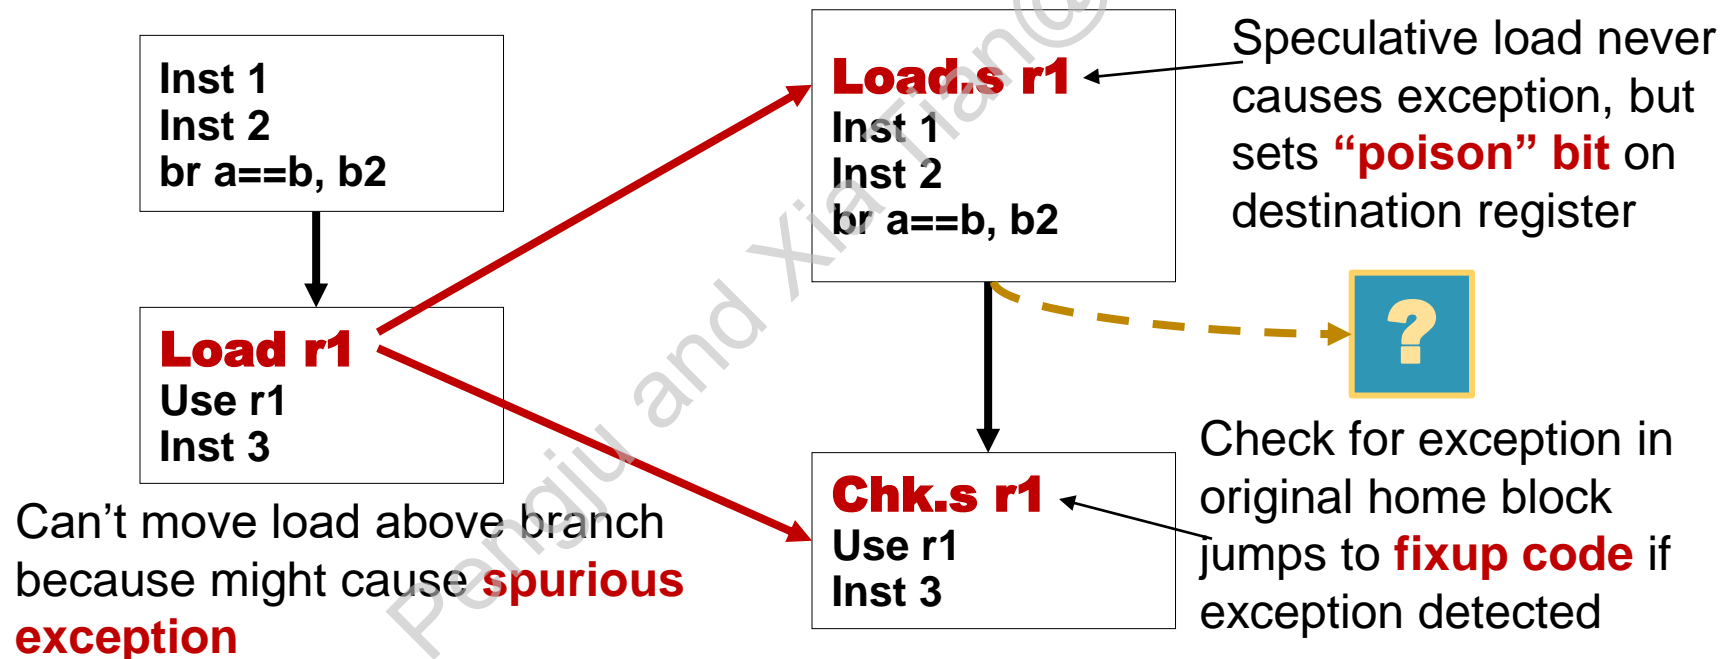 Inst 1
Inst 2
br a==b, b2
Load r1
Use r1
Inst 3
Can't move load above branch
because might cause spurious
exception
Load.s r1
Inst 1
Inst 2
br a==b, b2
Speculative load never
causes exception, but
sets “poison” bit on
destination register
?
Chk.s r1
Use r1
Inst 3
Check for exception in
original home block
jumps to fixup code if
exception detected
Pengju and Xia Tian@